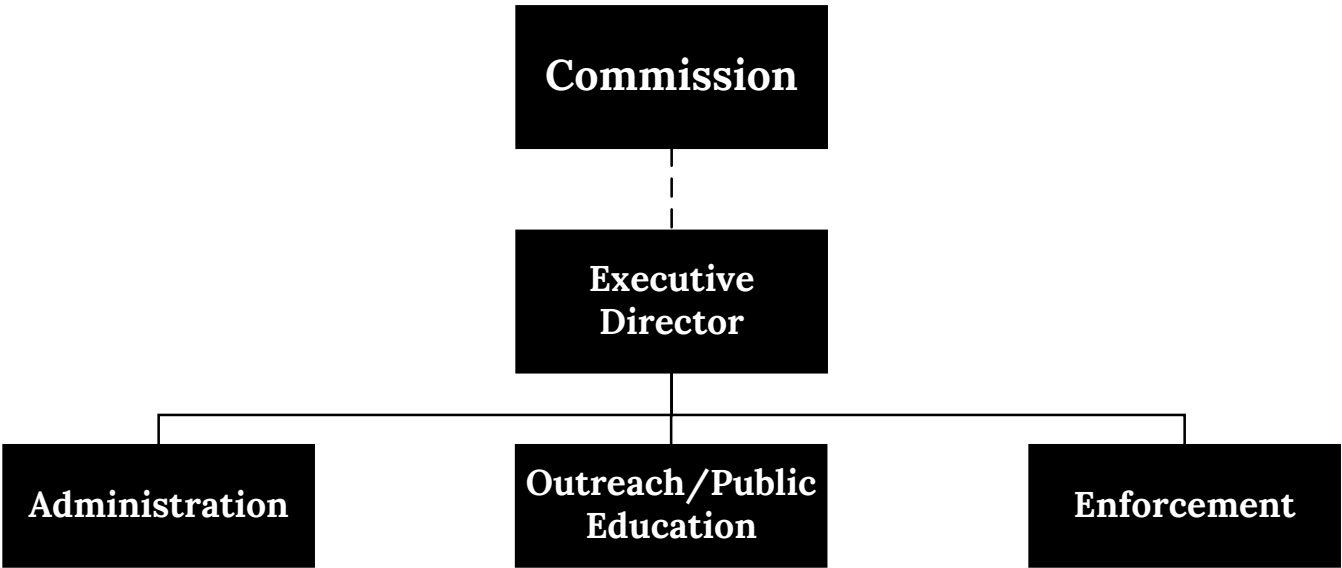 Commission
Executive
Director
Administration
Outreach/Public
Education
Enforcement